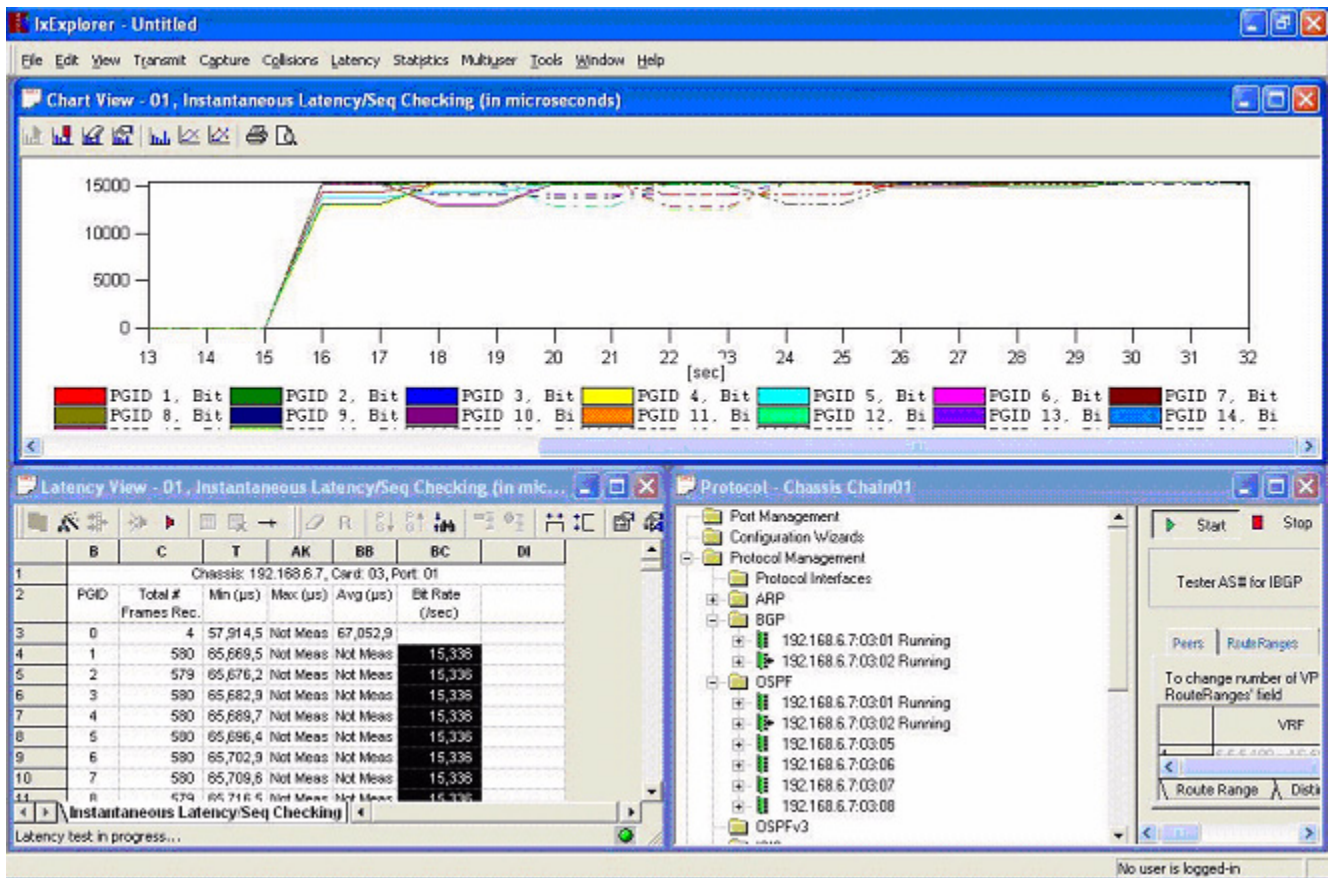 IxExplorer - Untitled
File Edit View Transmit Capture Collisions Latency Statistics Multiuser Tools Window Help
Chart View - 01, Instantaneous Latency/Seq Checking (in microseconds)
15000
10000
5000
0
13 14 15 16 17 18 19 20 21 22 23 24 25 26 27 28 29 30 31 32
[sec]
PGID 1, Bit PGID 2, Bit PGID 3, Bit PGID 4, Bit PGID 5, Bit PGID 6, Bit PGID 7, Bit
PGID 8, Bit PGID 9, Bit PGID 10, Bi PGID 11, Bi PGID 12, Bi PGID 13, Bi PGID 14, Bi
Latency View - 01, Instantaneous Latency/Seq Checking (in mic...
R
B C T AK BB BC DI
1 Chassis: 192.168.6.7, Card: 03, Port: 01
2 PGID Total # Frames Rec. Min (µs) Max (µs) Avg (µs) Bit Rate (/sec)
3 0 4 57,914,5 Not Meas 67,052,9
4 1 580 65,669,5 Not Meas Not Meas 15,336
5 2 579 65,676,2 Not Meas Not Meas 15,336
6 3 580 65,682,9 Not Meas Not Meas 15,336
7 4 580 65,689,7 Not Meas Not Meas 15,336
8 5 580 65,696,4 Not Meas Not Meas 15,336
9 6 580 65,702,9 Not Meas Not Meas 15,336
10 7 580 65,709,6 Not Meas Not Meas 15,336
11 8 579 65,716,5 Not Meas Not Meas 15,336
Instantaneous Latency/Seq Checking
Latency test in progress...
Protocol - Chassis Chain01
Port Management
Configuration Wizards
Protocol Management
Protocol Interfaces
ARP
BGP
192.168.6.7:03:01 Running
192.168.6.7:03:02 Running
OSPF
192.168.6.7:03:01 Running
192.168.6.7:03:02 Running
192.168.6.7:03:05
192.168.6.7:03:06
192.168.6.7:03:07
192.168.6.7:03:08
OSPFv3
Start Stop
Tester AS# for IBGP
Peers RouteRanges
To change number of VP
RouteRanges' field
VRF
Route Range Disti
No user is logged-in